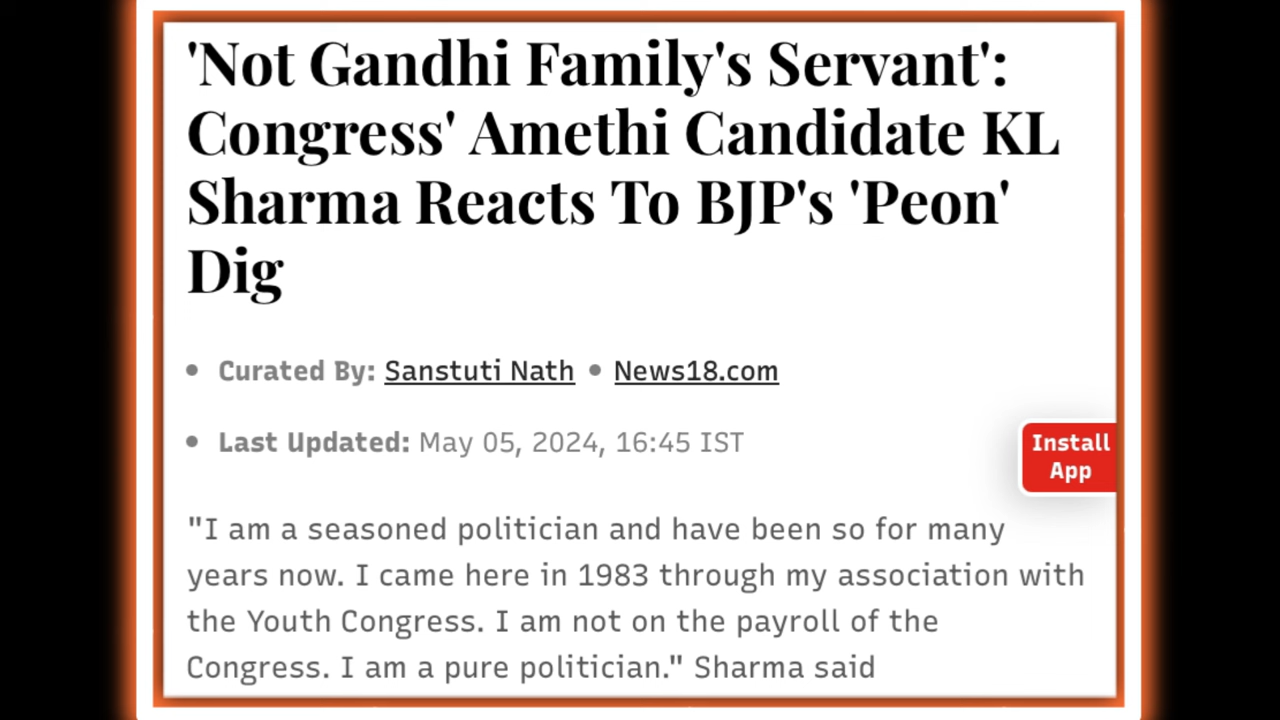 'Not Gandhi Family's Servant':
Congress' Amethi Candidate KL
Sharma Reacts To BJP's 'Peon'
Dig
• Curated By: Sanstuti Nath • News18.com
• Last Updated: May 05, 2024, 16:45 IST
Install
App
"I am a seasoned politician and have been so for many
years now. I came here in 1983 through my association with
the Youth Congress. I am not on the payroll of the
Congress. I am a pure politician." Sharma said